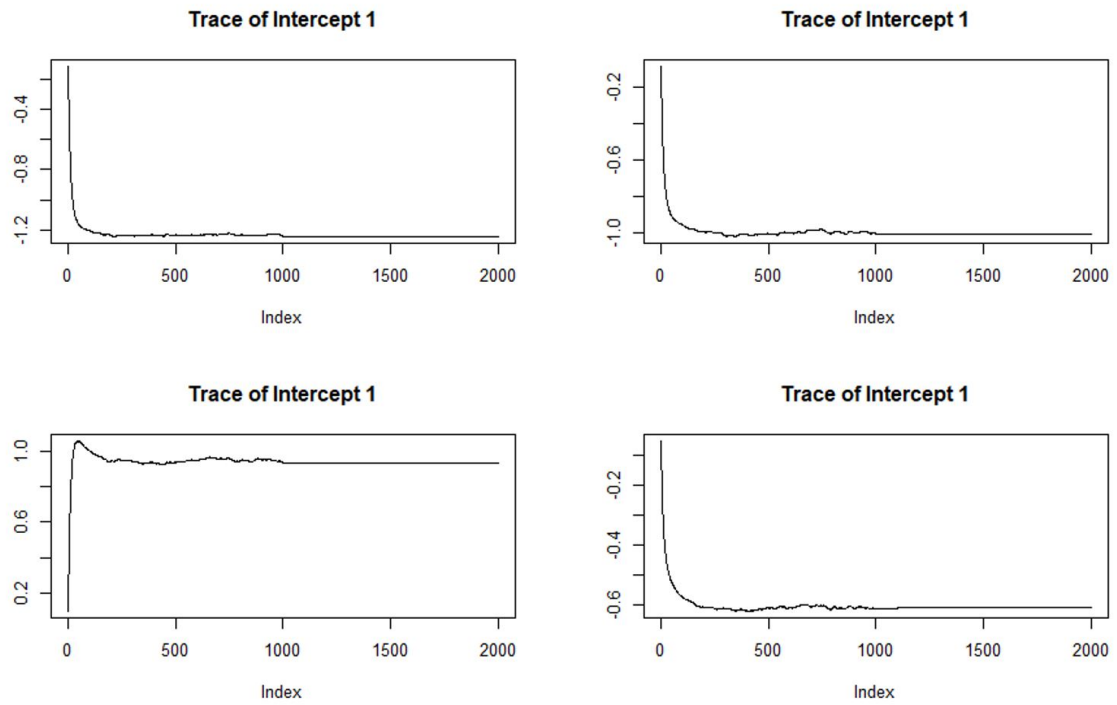 Trace of Intercept 1
-0.4
-0.8
-1.2
0 500 1000 1500 2000
Index
Trace of Intercept 1
-0.2
-0.6
-1.0
0 500 1000 1500 2000
Index
Trace of Intercept 1
1.0
0.6
0.2
0 500 1000 1500 2000
Index
Trace of Intercept 1
-0.2
-0.4
-0.6
0 500 1000 1500 2000
Index